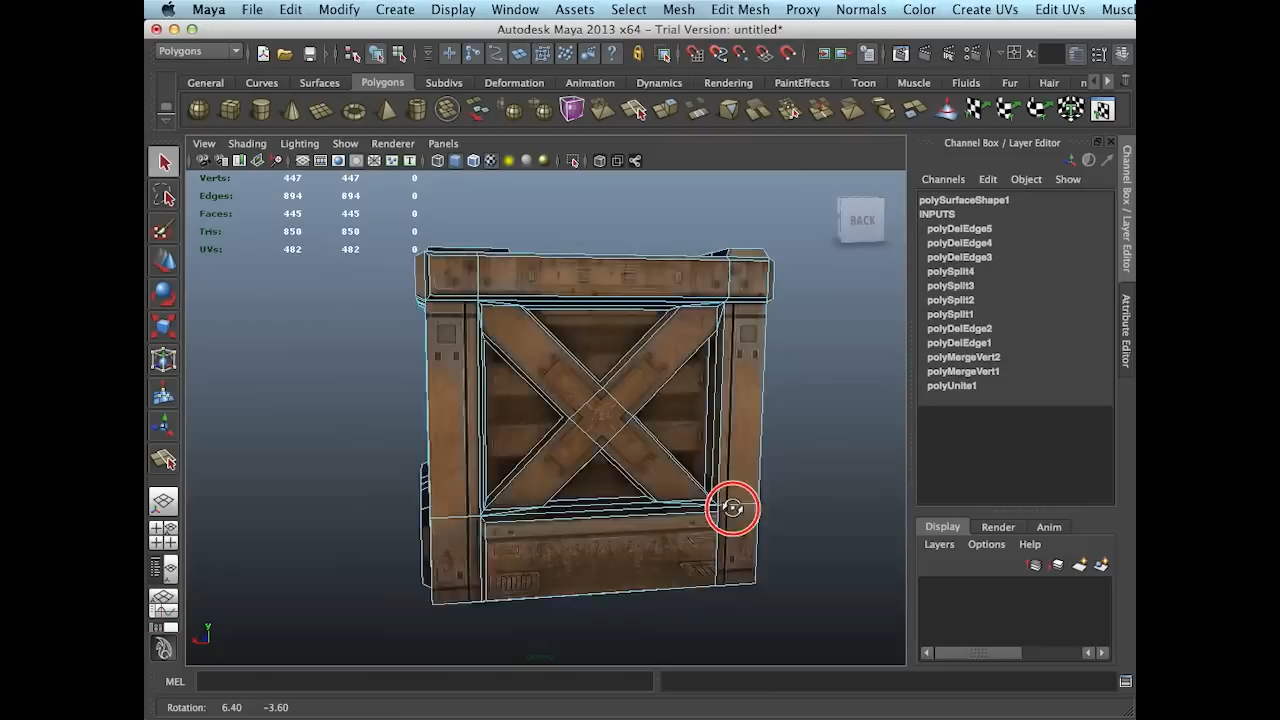 Maya File Edit Modify Create Display Window Assets Select Mesh Edit Mesh Proxy Normals Color Create UVs Edit UVs Musc
Autodesk Maya 2013 x64 - Trial Version: untitled*
Polygons X:
General Curves Surfaces Polygons Subdivs Deformation Animation Dynamics Rendering PaintEffects Toon Muscle Fluids Fur Hair n
View Shading Lighting Show Renderer Panels
Verts: 447 447 0
Edges: 894 894 0
Faces: 445 445 0
Tris: 850 850 0
UVs: 482 482 0
BACK
Y
Channel Box / Layer Editor
Channels Edit Object Show
polySurfaceShape1
INPUTS
polyDelEdge5
polyDelEdge4
polyDelEdge3
polySplit4
polySplit3
polySplit2
polySplit1
polyDelEdge2
polyDelEdge1
polyMergeVert2
polyMergeVert1
polyUnite1
Display Render Anim
Layers Options Help
Channel Box / Layer Editor
Attribute Editor
MEL
Rotation: 6.40 -3.60